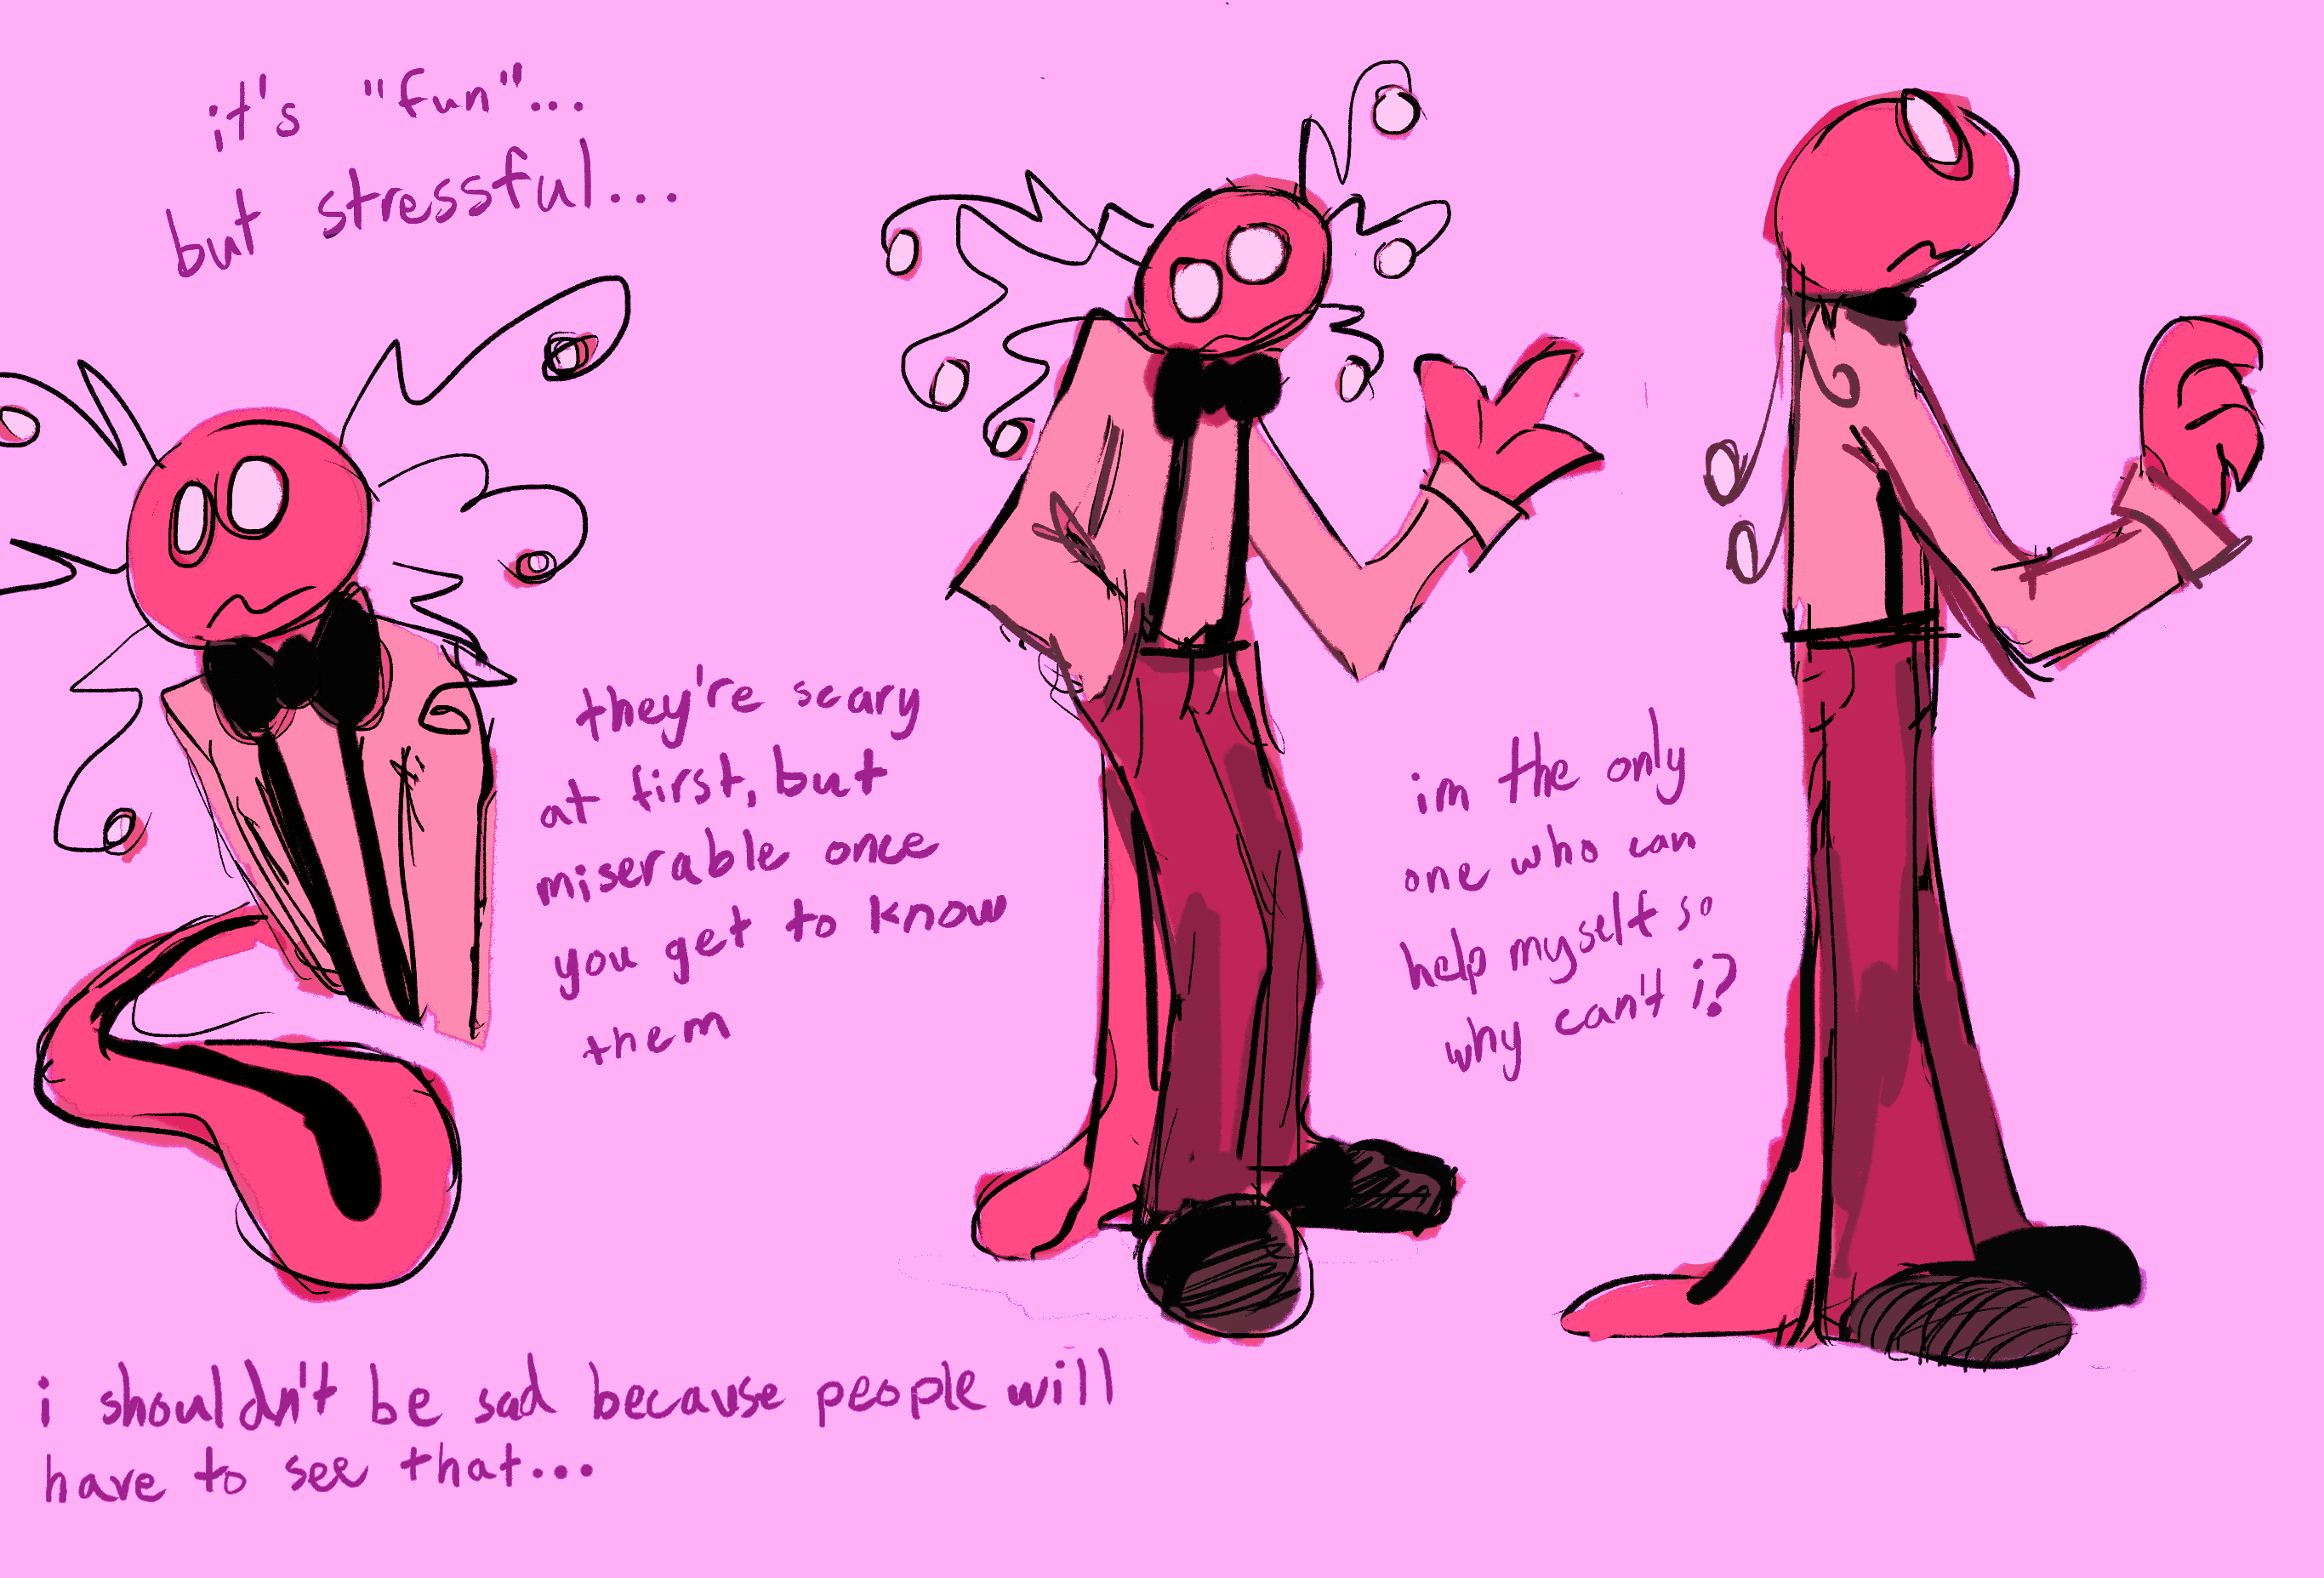 it's "fun"...
but stressful...
they're scary
at first, but
miserable once
you get to know
them
im the only
one who can
help myself so
why can't i?
i shouldn't be sad because people will
have to see that...